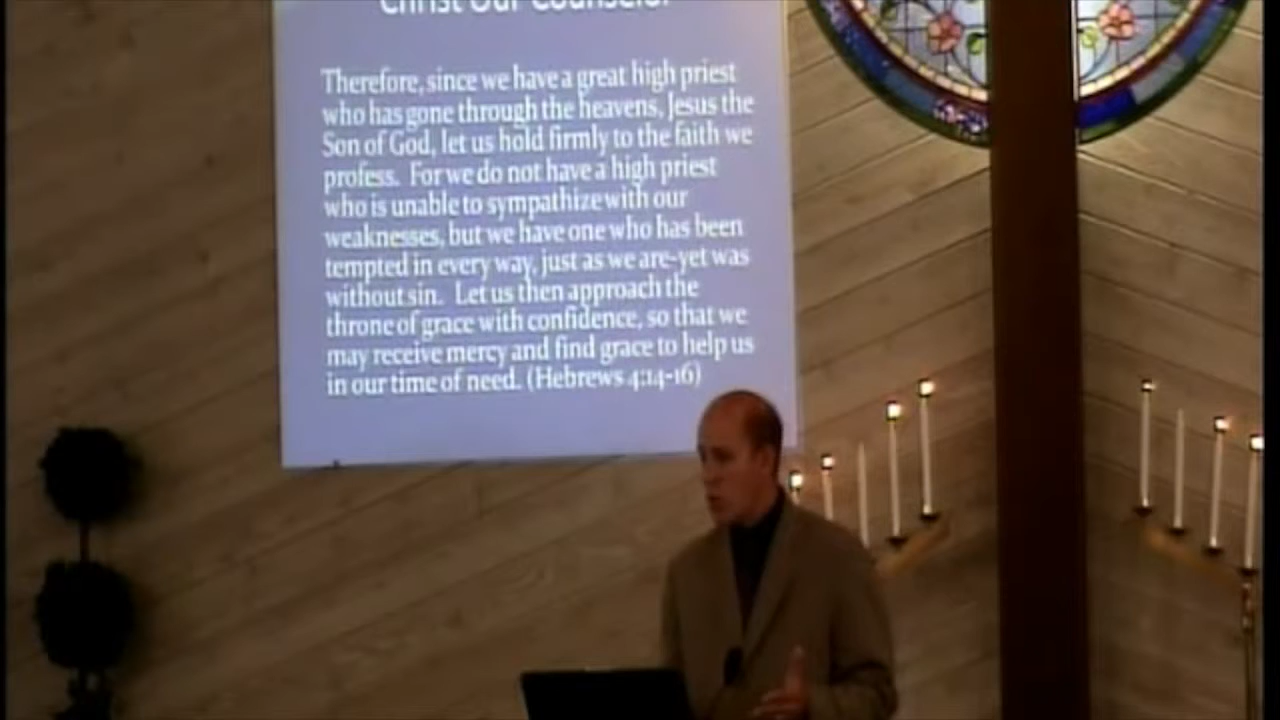 Christ Our Counselor
Therefore, since we have a great high priest
who has gone through the heavens, Jesus the
Son of God, let us hold firmly to the faith we
profess. For we do not have a high priest
who is unable to sympathize with our
weaknesses, but we have one who has been
tempted in every way, just as we are-yet was
without sin. Let us then approach the
throne of grace with confidence, so that we
may receive mercy and find grace to help us
in our time of need. (Hebrews 4:14-16)